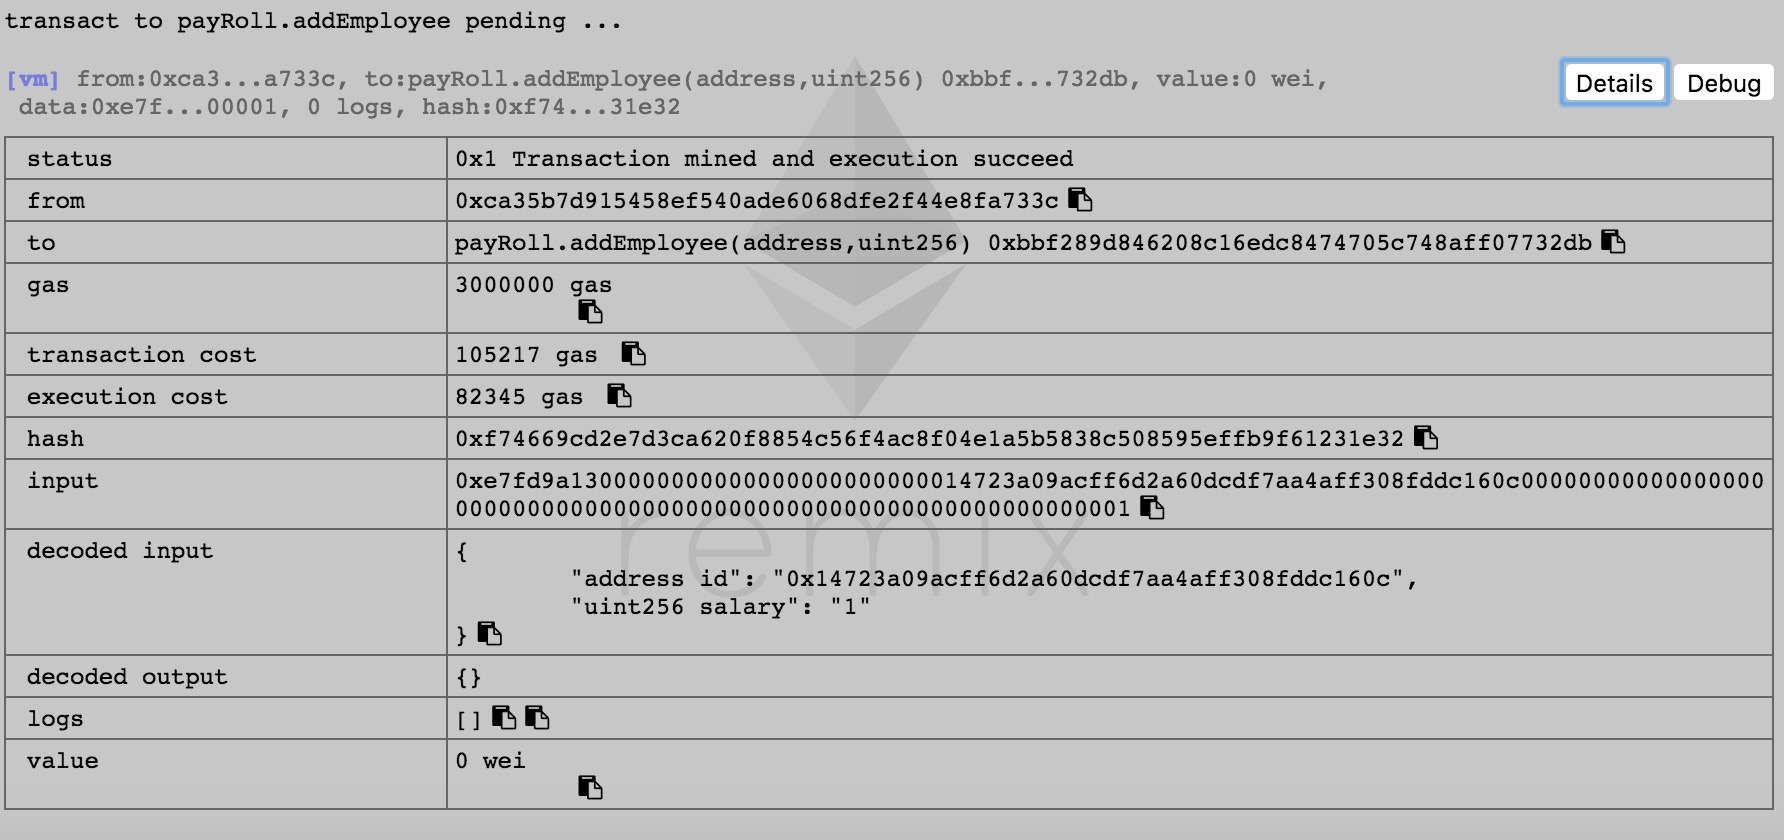 transact to payRoll.addEmployee pending ...
[vm] from:0xca3...a733c, to:payRoll.addEmployee(address,uint256) 0xbbf...732db, value:0 wei,
data:0xe7f...00001, 0 logs, hash:0xf74...31e32
Details Debug
status 0x1 Transaction mined and execution succeed
from 0xca35b7d915458ef540ade6068dfe2f44e8fa733c
to payRoll.addEmployee(address,uint256) 0xbbf289d846208c16edc8474705c748aff07732db
gas 3000000 gas
transaction cost 105217 gas
execution cost 82345 gas
hash 0xf74669cd2e7d3ca620f8854c56f4ac8f04e1a5b5838c508595effb9f61231e32
input 0xe7fd9a1300000000000000000000000014723a09acff6d2a60dcdf7aa4aff308fddc160c00000000000000000
00000000000000000000000000000000000000000000001
decoded input {
"address id": "0x14723a09acff6d2a60dcdf7aa4aff308fddc160c",
"uint256 salary": "1"
}
decoded output {}
logs []
value 0 wei
remix